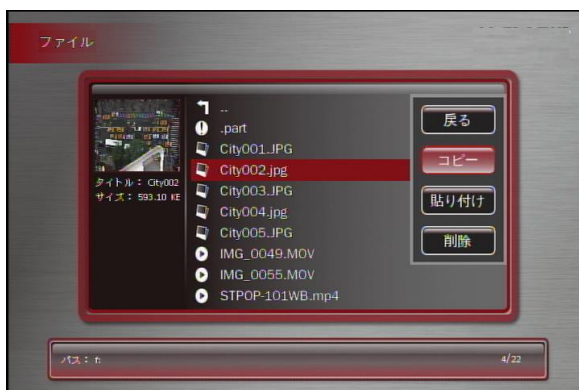 ファイル
..
.part
City001.JPG
City002.jpg
City003.JPG
City004.jpg
City005.JPG
IMG_0049.MOV
IMG_0055.MOV
STPOP-101WB.mp4
タイトル： City002
サイズ： 593.10 KE
戻る
コピー
貼り付け
削除
パス：
4/22